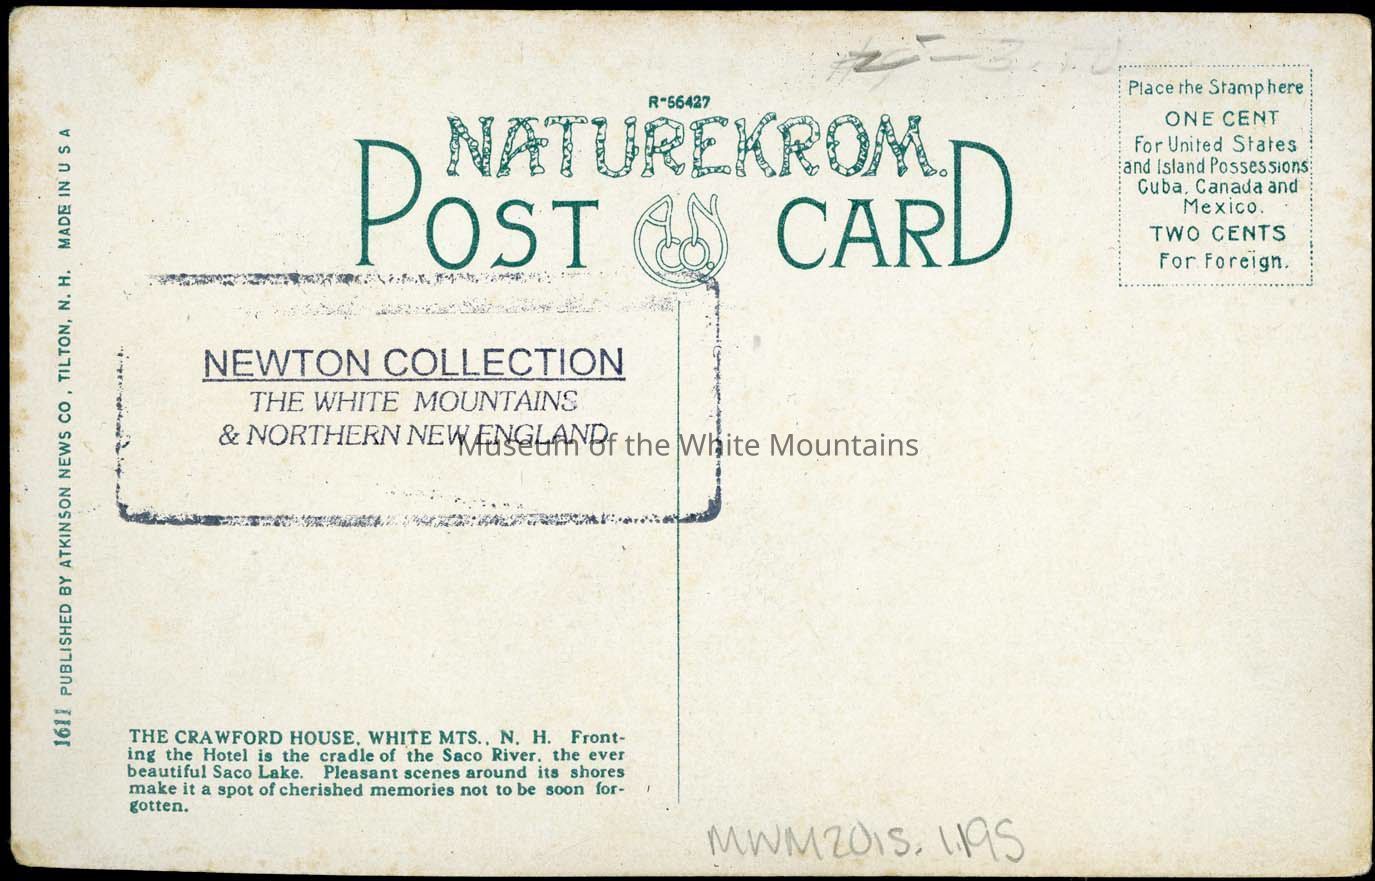 R-56427
NATUREKROM.
POST CARD
A N
CO.
Place the Stamp here
ONE CENT
For United States
and Island Possessions
Cuba, Canada and
Mexico.
TWO CENTS
For Foreign.
NEWTON COLLECTION
THE WHITE MOUNTAINS
& NORTHERN NEW ENGLAND
Museum of the White Mountains
1611 PUBLISHED BY ATKINSON NEWS CO., TILTON, N. H. MADE IN U S A
THE CRAWFORD HOUSE, WHITE MTS., N. H. Front-
ing the Hotel is the cradle of the Saco River, the ever
beautiful Saco Lake. Pleasant scenes around its shores
make it a spot of cherished memories not to be soon for-
gotten.
MWM2015.1.195